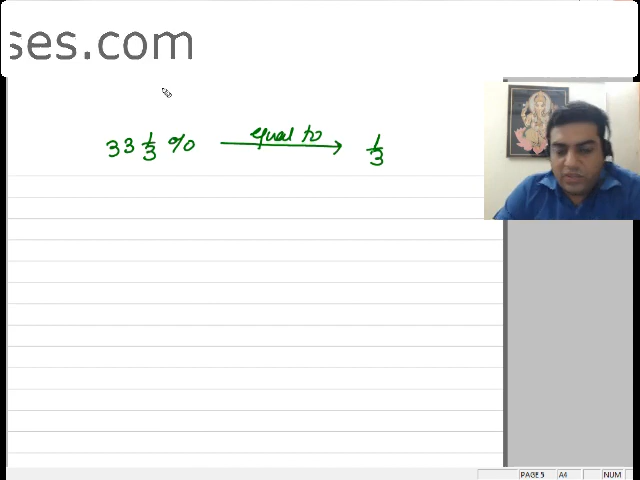 ses.com
33 1/3 % equal to → 1/3
PAGE 5 A4 NUM